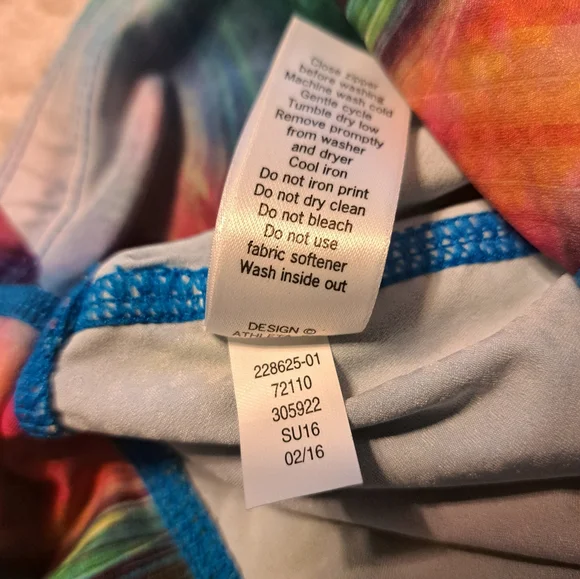 Close zipper
before washing
Machine wash cold
Gentle cycle
Tumble dry low
Remove promptly
from washer
and dryer
Cool iron
Do not iron print
Do not dry clean
Do not bleach
Do not use
fabric softener
Wash inside out
DESIGN ©
228625-01
72110
305922
SU16
02/16